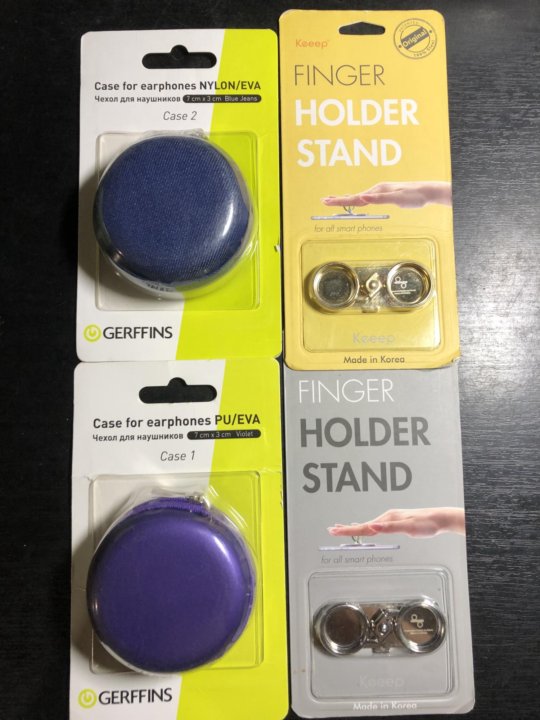 Case for earphones NYLON/EVA
Чехол для наушников 7 cm x 3 cm Blue Jeans
Case 2
GERFFINS
Keeep
Original
FINGER
HOLDER
STAND
for all smart phones
Keeep
Made in Korea
Case for earphones PU/EVA
Чехол для наушников 7 cm x 3 cm Violet
Case 1
GERFFINS
FINGER
HOLDER
STAND
for all smart phones
Keeep
Made in Korea